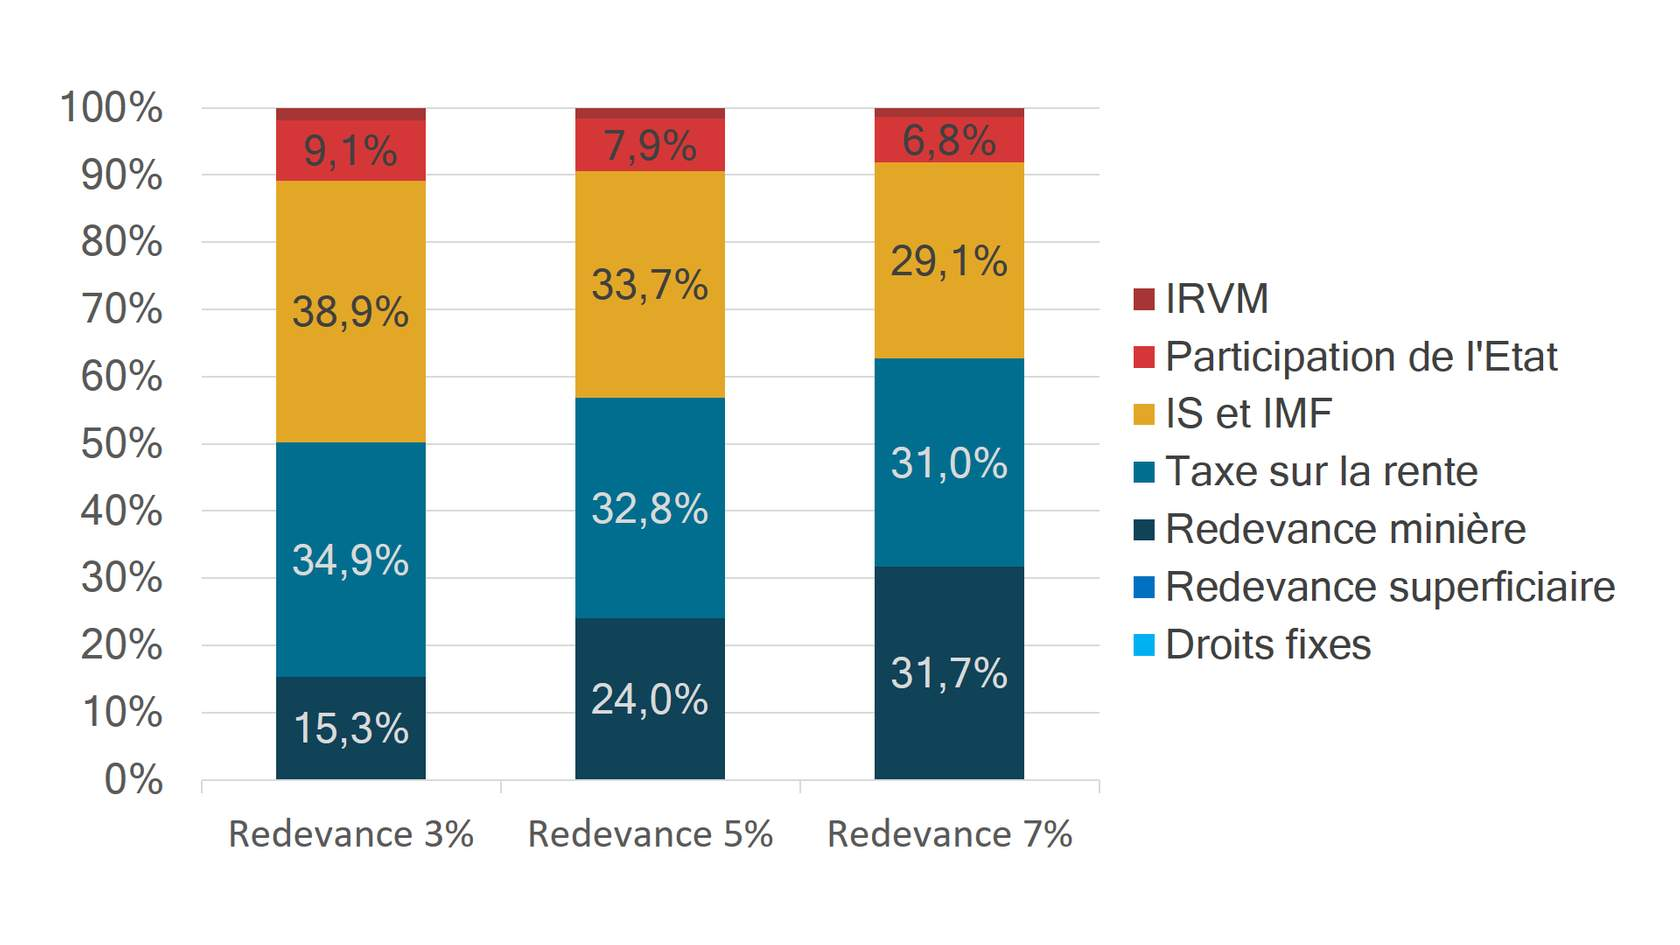 100%
90%
80%
70%
60%
50%
40%
30%
20%
10%
0%
9,1%
38,9%
34,9%
15,3%
7,9%
33,7%
32,8%
24,0%
6,8%
29,1%
31,0%
31,7%
Redevance 3%
Redevance 5%
Redevance 7%
IRVM
Participation de l'Etat
IS et IMF
Taxe sur la rente
Redevance minière
Redevance superficiaire
Droits fixes